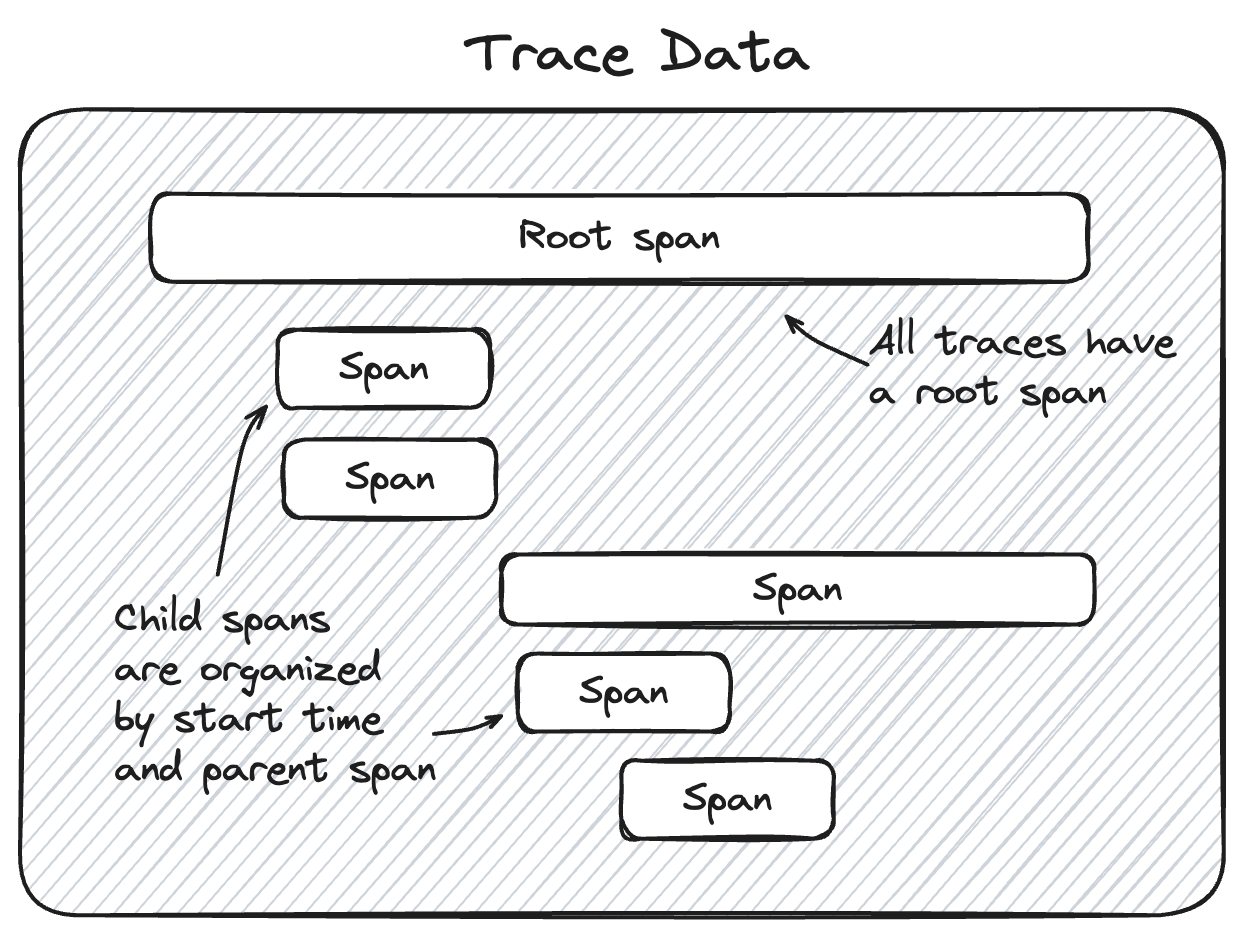 Trace Data
Root span
All traces have
a root span
Span
Span
Span
Child spans
are organized
by start time
and parent span
Span
Span